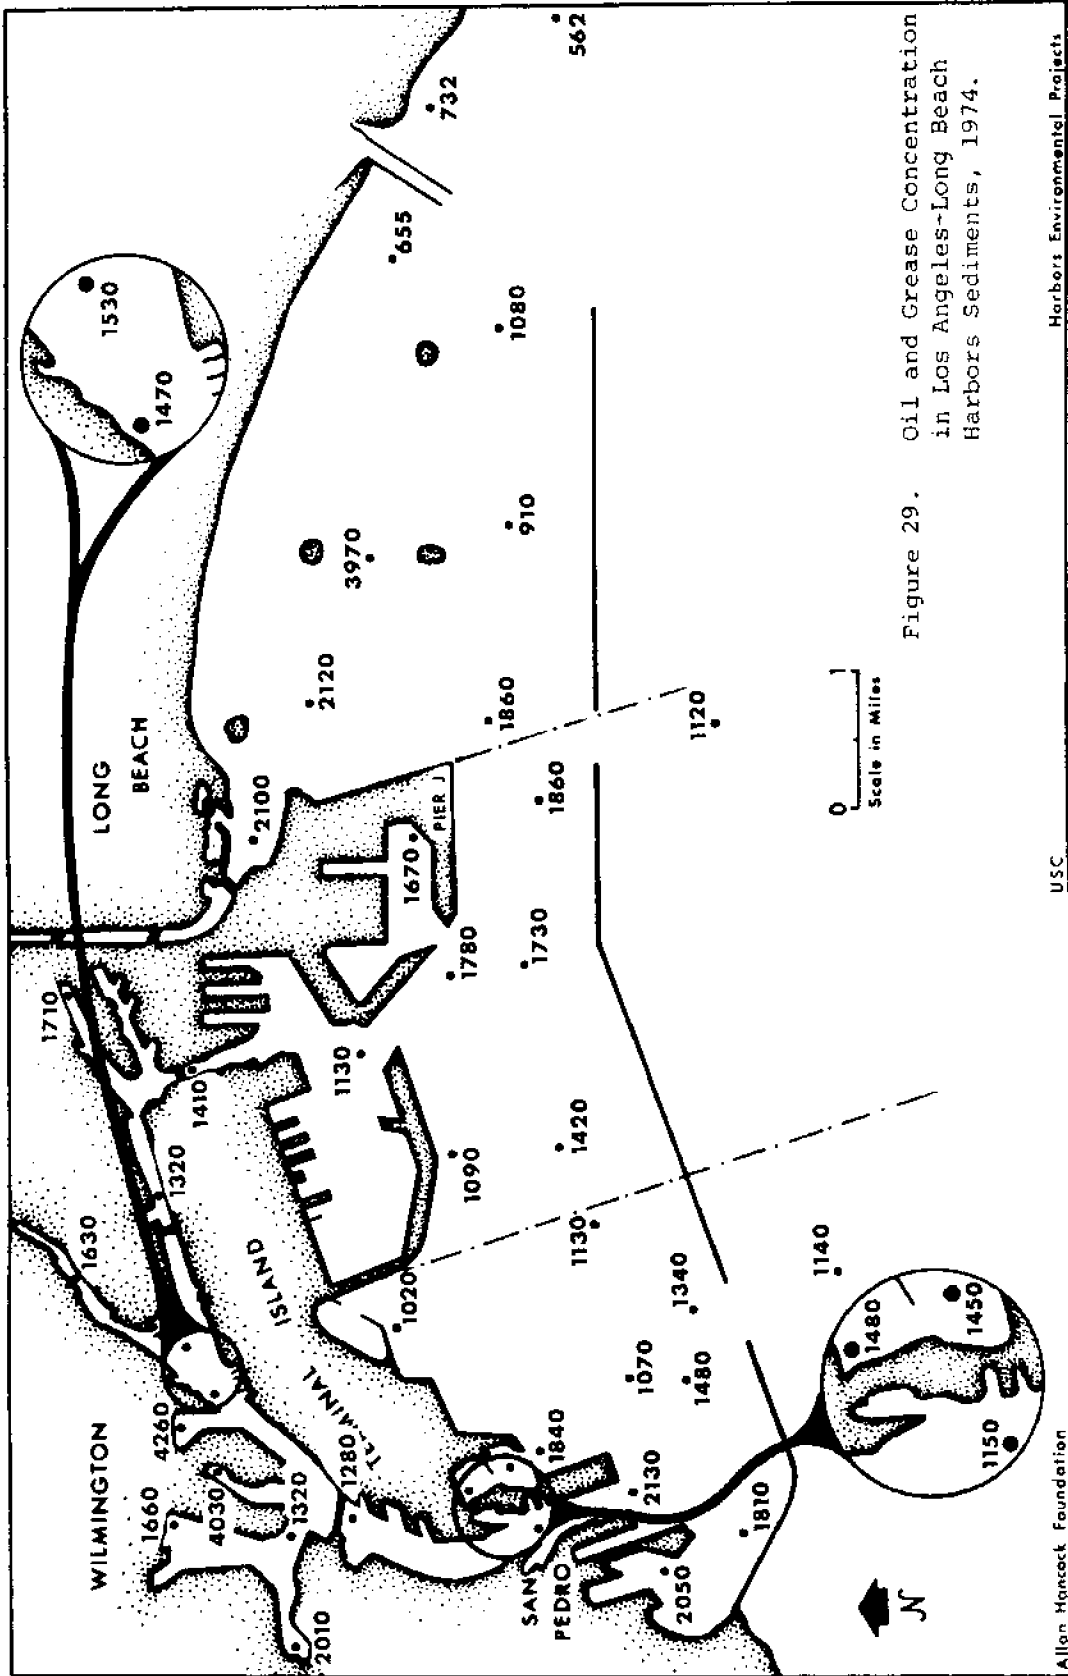 WILMINGTON
LONG
BEACH
TERMINAL
ISLAND
SAN
PEDRO
PIER J
1660
4030
4260
1320
2010
1280
1630
1320
1410
1710
1470
1530
2100
2120
3970
655
732
562
1080
910
1860
1860
1120
1670
1780
1730
1130
1090
1420
1130
1020
1340
1070
1480
1140
1840
2130
2050
1810
1480
1450
1150
N
0 1
Scale in Miles
Figure 29. Oil and Grease Concentration
in Los Angeles-Long Beach
Harbors Sediments, 1974.
Allan Hancock Foundation
USC
Harbors Environmental Projects